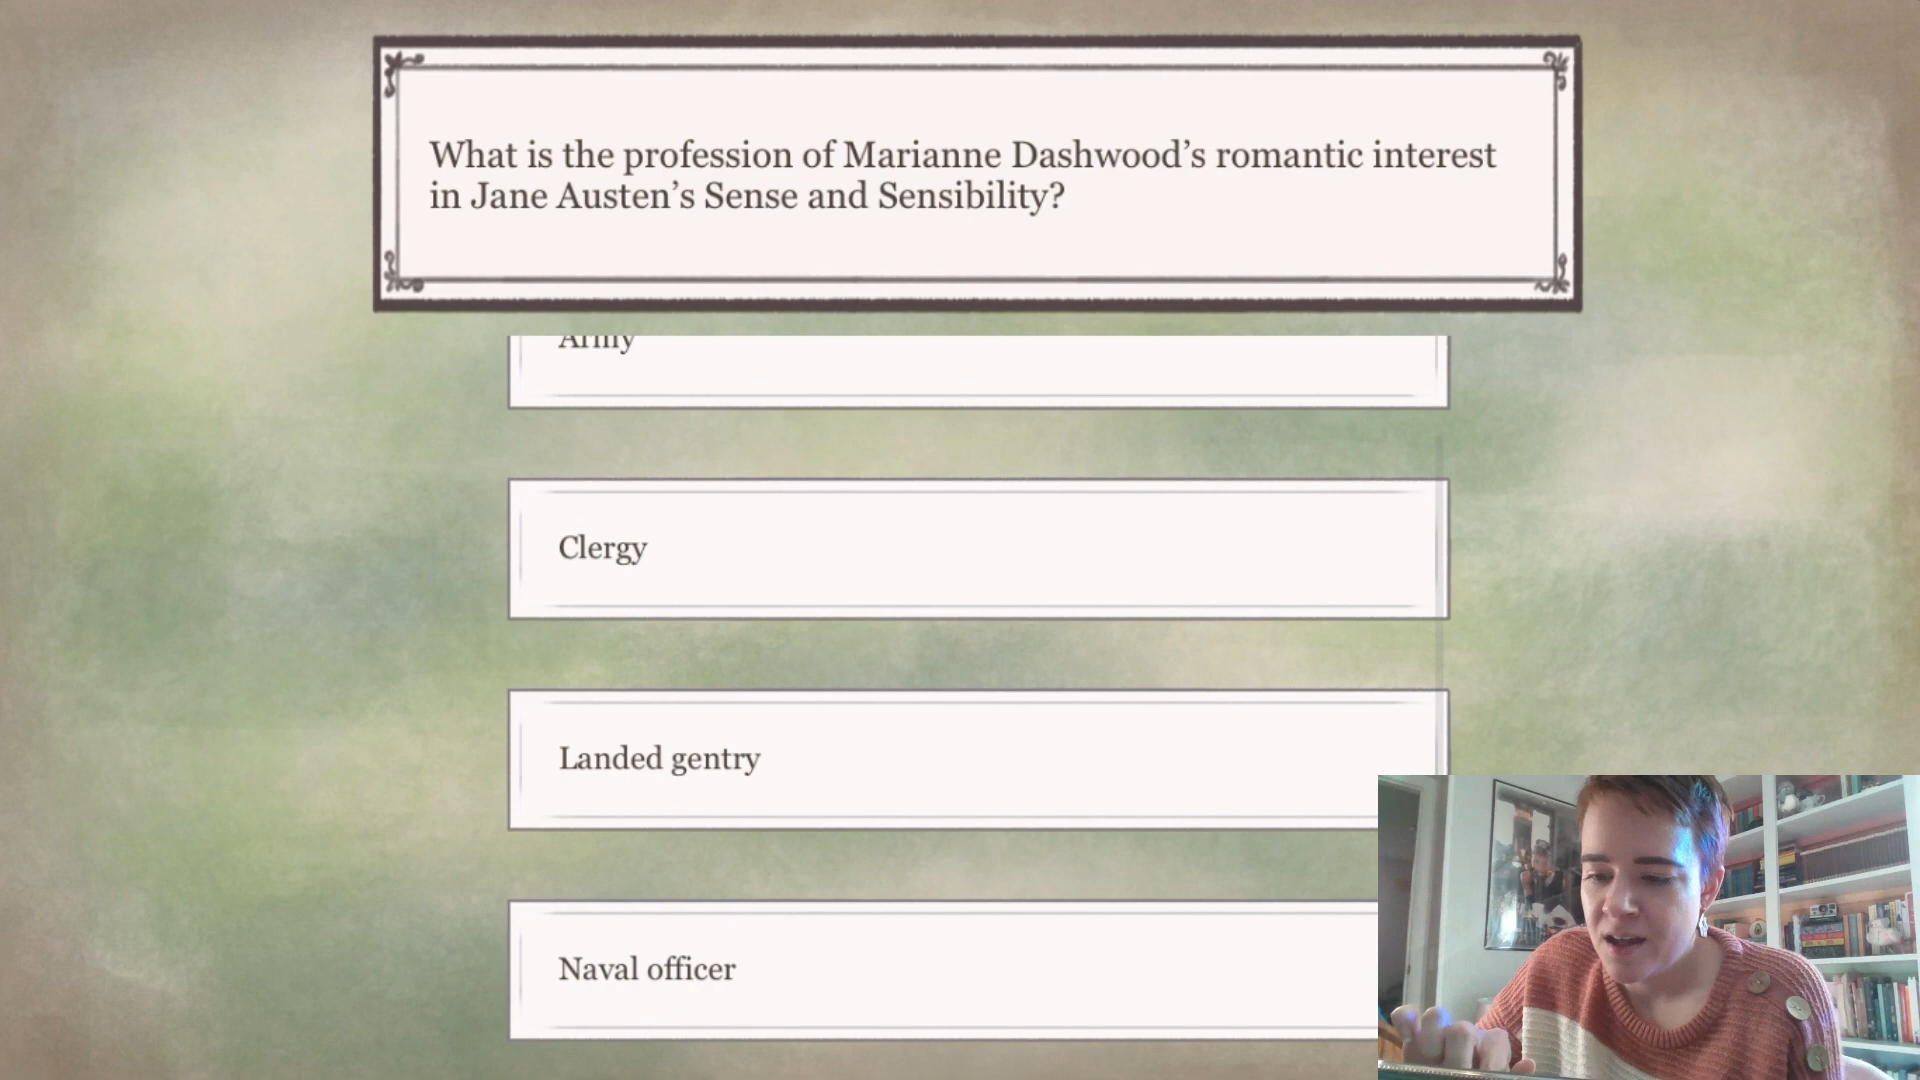 What is the profession of Marianne Dashwood’s romantic interest
in Jane Austen’s Sense and Sensibility?
Army
Clergy
Landed gentry
Naval officer